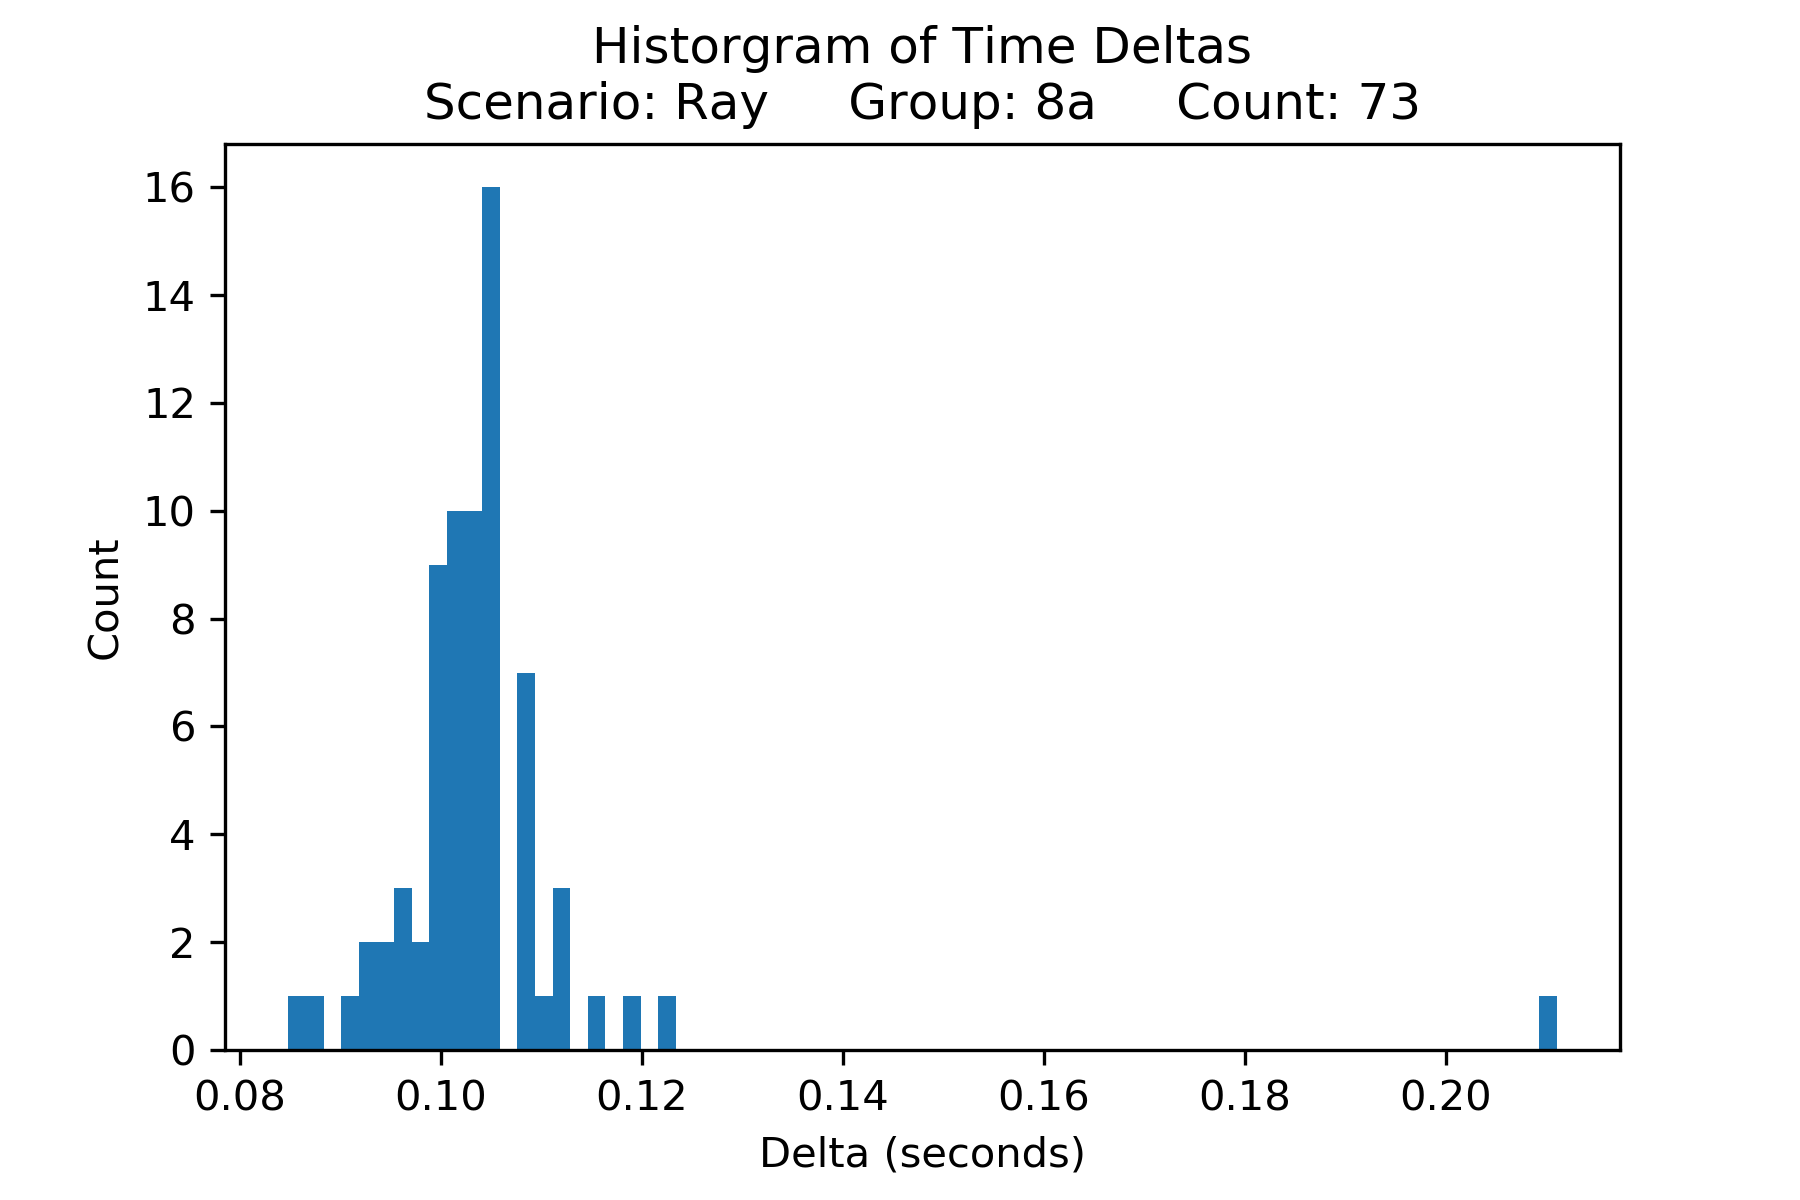 Historgram of Time Deltas
Scenario: Ray Group: 8a Count: 73
16
14
12
10
8
6
4
2
0
Count
0.08 0.10 0.12 0.14 0.16 0.18 0.20
Delta (seconds)